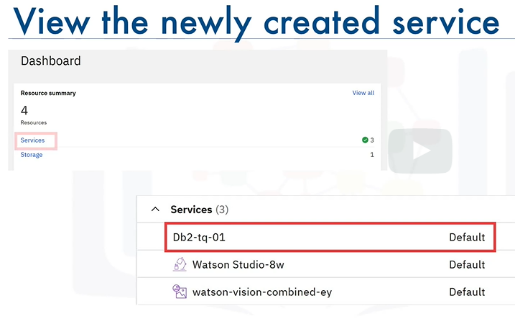 View the newly created service
Dashboard
Resource summary View all
4
Resources
Services 3
Storage 1
Services (3)
Db2-tq-01 Default
Watson Studio-8w Default
watson-vision-combined-ey Default